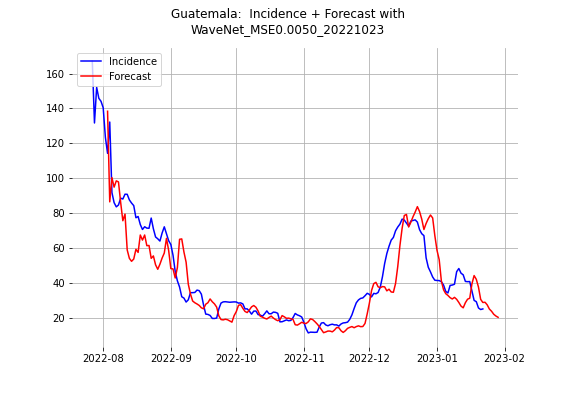 Guatemala:  Incidence + Forecast with
WaveNet_MSE0.0050_20221023
Incidence
Forecast
160
140
120
100
80
60
40
20
2022-08 2022-09 2022-10 2022-11 2022-12 2023-01 2023-02